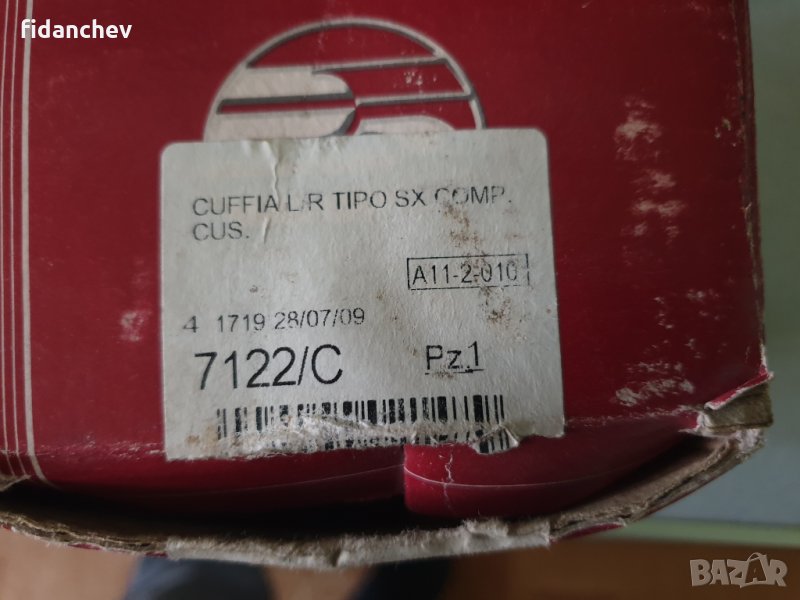 fidanchev
CUFFIA L/R TIPO SX COMP.
CUS.
A11-2-010
4 1719 28/07/09
7122/C Pz.1
BAZAR